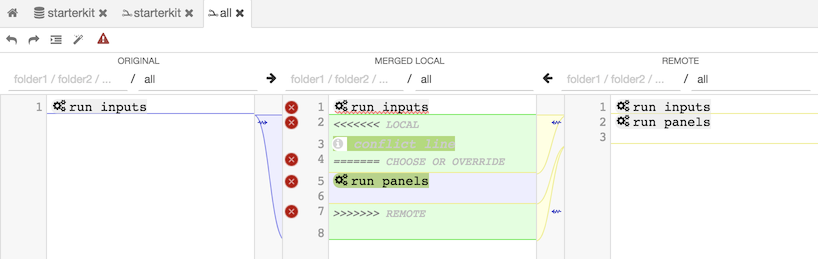 starterkit starterkit all
ORIGINAL MERGED LOCAL REMOTE
folder1 / folder2 / ... / all folder1 / folder2 / ... / all folder1 / folder2 / ... / all
1 run inputs
1 run inputs
2 <<<<<<< LOCAL
3 conflict line
4 ======= CHOOSE OR OVERRIDE
5 run panels
6
7 >>>>>>> REMOTE
8
1 run inputs
2 run panels
3